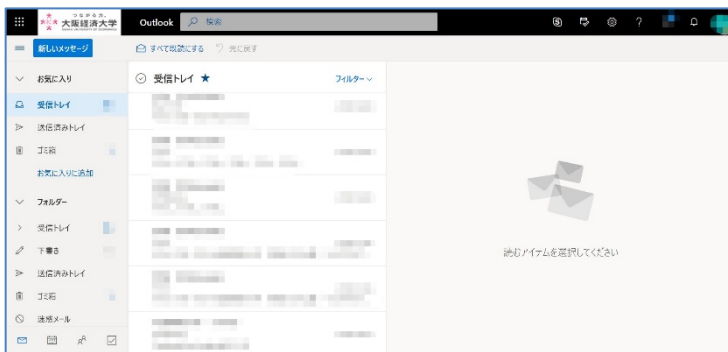 つながる力。
大阪経済大学
Outlook
検索
新しいメッセージ
すべて既読にする
元に戻す
お気に入り
受信トレイ
送信済みトレイ
ゴミ箱
お気に入りに追加
フォルダー
受信トレイ
下書き
送信済みトレイ
ゴミ箱
迷惑メール
受信トレイ ★
フィルター
読むアイテムを選択してください